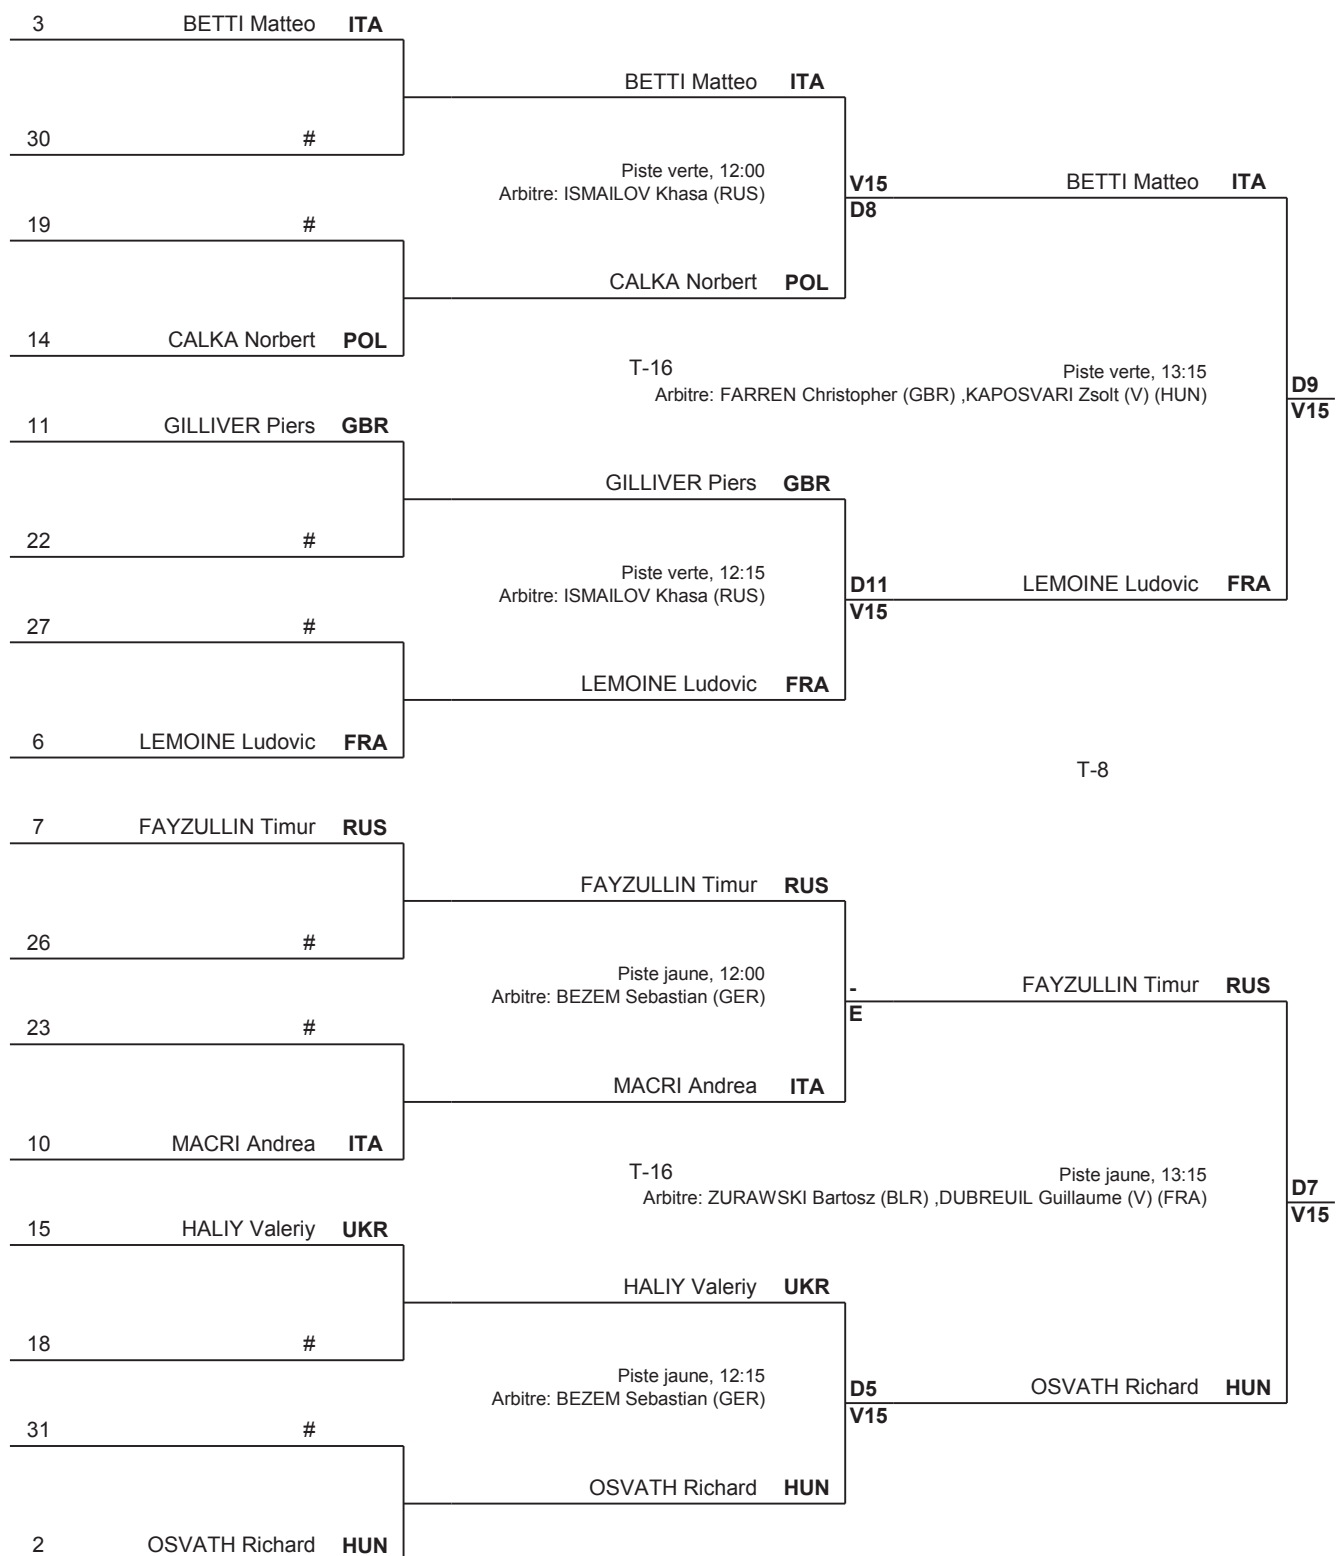 3 BETTI Matteo ITA
BETTI Matteo ITA
30 #
Piste verte, 12:00
Arbitre: ISMAILOV Khasa (RUS)
V15 BETTI Matteo ITA
D8
19 #
CALKA Norbert POL
14 CALKA Norbert POL
T-16 Piste verte, 13:15
Arbitre: FARREN Christopher (GBR) ,KAPOSVARI Zsolt (V) (HUN)
D9
V15
11 GILLIVER Piers GBR
GILLIVER Piers GBR
22 #
Piste verte, 12:15
Arbitre: ISMAILOV Khasa (RUS)
D11 LEMOINE Ludovic FRA
V15
27 #
LEMOINE Ludovic FRA
6 LEMOINE Ludovic FRA
T-8
7 FAYZULLIN Timur RUS
FAYZULLIN Timur RUS
26 #
Piste jaune, 12:00
Arbitre: BEZEM Sebastian (GER)
- FAYZULLIN Timur RUS
E
23 #
MACRI Andrea ITA
10 MACRI Andrea ITA
T-16 Piste jaune, 13:15
Arbitre: ZURAWSKI Bartosz (BLR) ,DUBREUIL Guillaume (V) (FRA)
D7
V15
15 HALIY Valeriy UKR
HALIY Valeriy UKR
18 #
Piste jaune, 12:15
Arbitre: BEZEM Sebastian (GER)
D5 OSVATH Richard HUN
V15
31 #
OSVATH Richard HUN
2 OSVATH Richard HUN